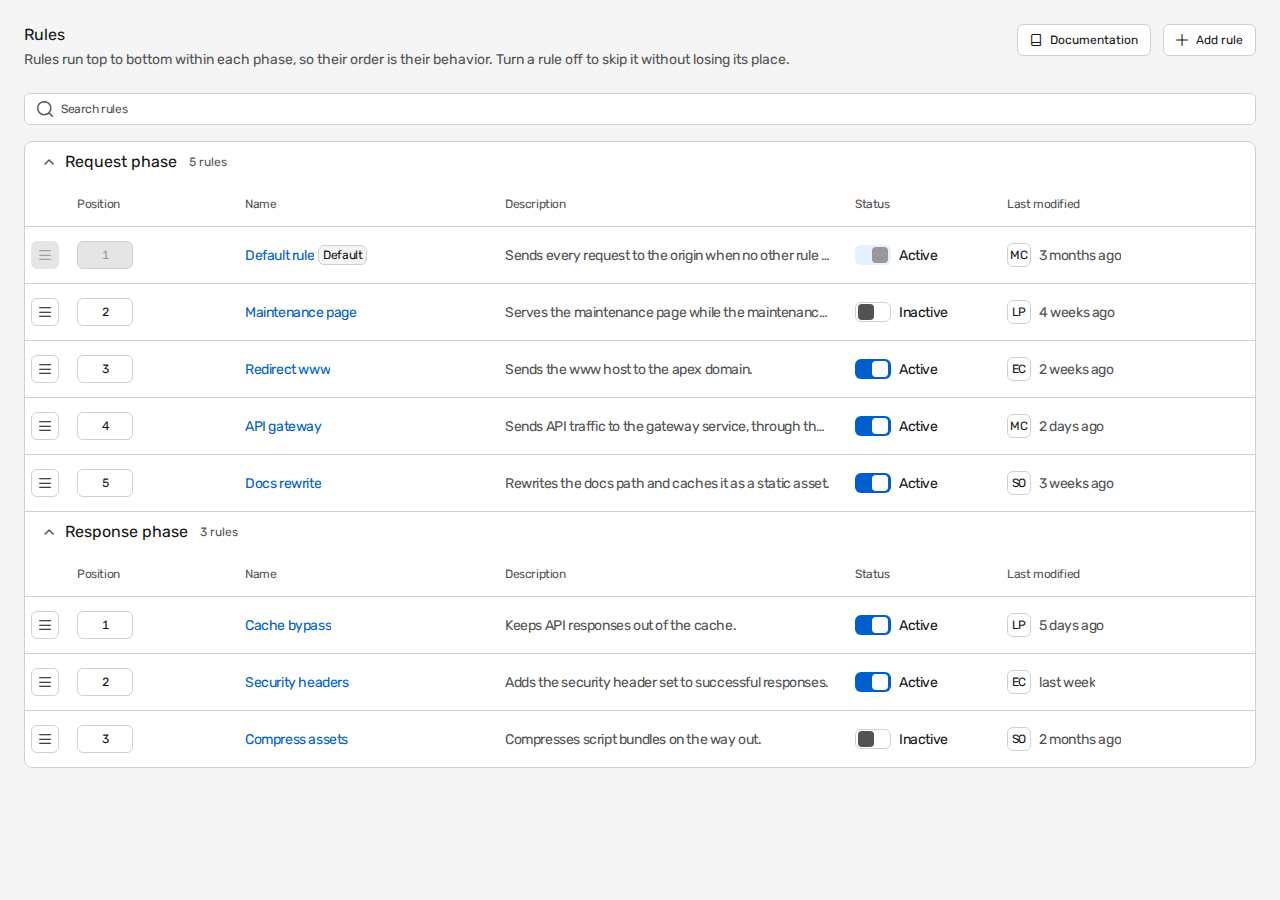 Rules
Documentation
Add rule
Rules run top to bottom within each phase, so their order is their behavior. Turn a rule off to skip it without losing its place.
Search rules
Request phase 5 rules
Position Name Description Status Last modified
1 Default rule Default Sends every request to the origin when no other rule … Active MC 3 months ago
2 Maintenance page Serves the maintenance page while the maintenanc… Inactive LP 4 weeks ago
3 Redirect www Sends the www host to the apex domain. Active EC 2 weeks ago
4 API gateway Sends API traffic to the gateway service, through th… Active MC 2 days ago
5 Docs rewrite Rewrites the docs path and caches it as a static asset. Active SO 3 weeks ago
Response phase 3 rules
Position Name Description Status Last modified
1 Cache bypass Keeps API responses out of the cache. Active LP 5 days ago
2 Security headers Adds the security header set to successful responses. Active EC last week
3 Compress assets Compresses script bundles on the way out. Inactive SO 2 months ago